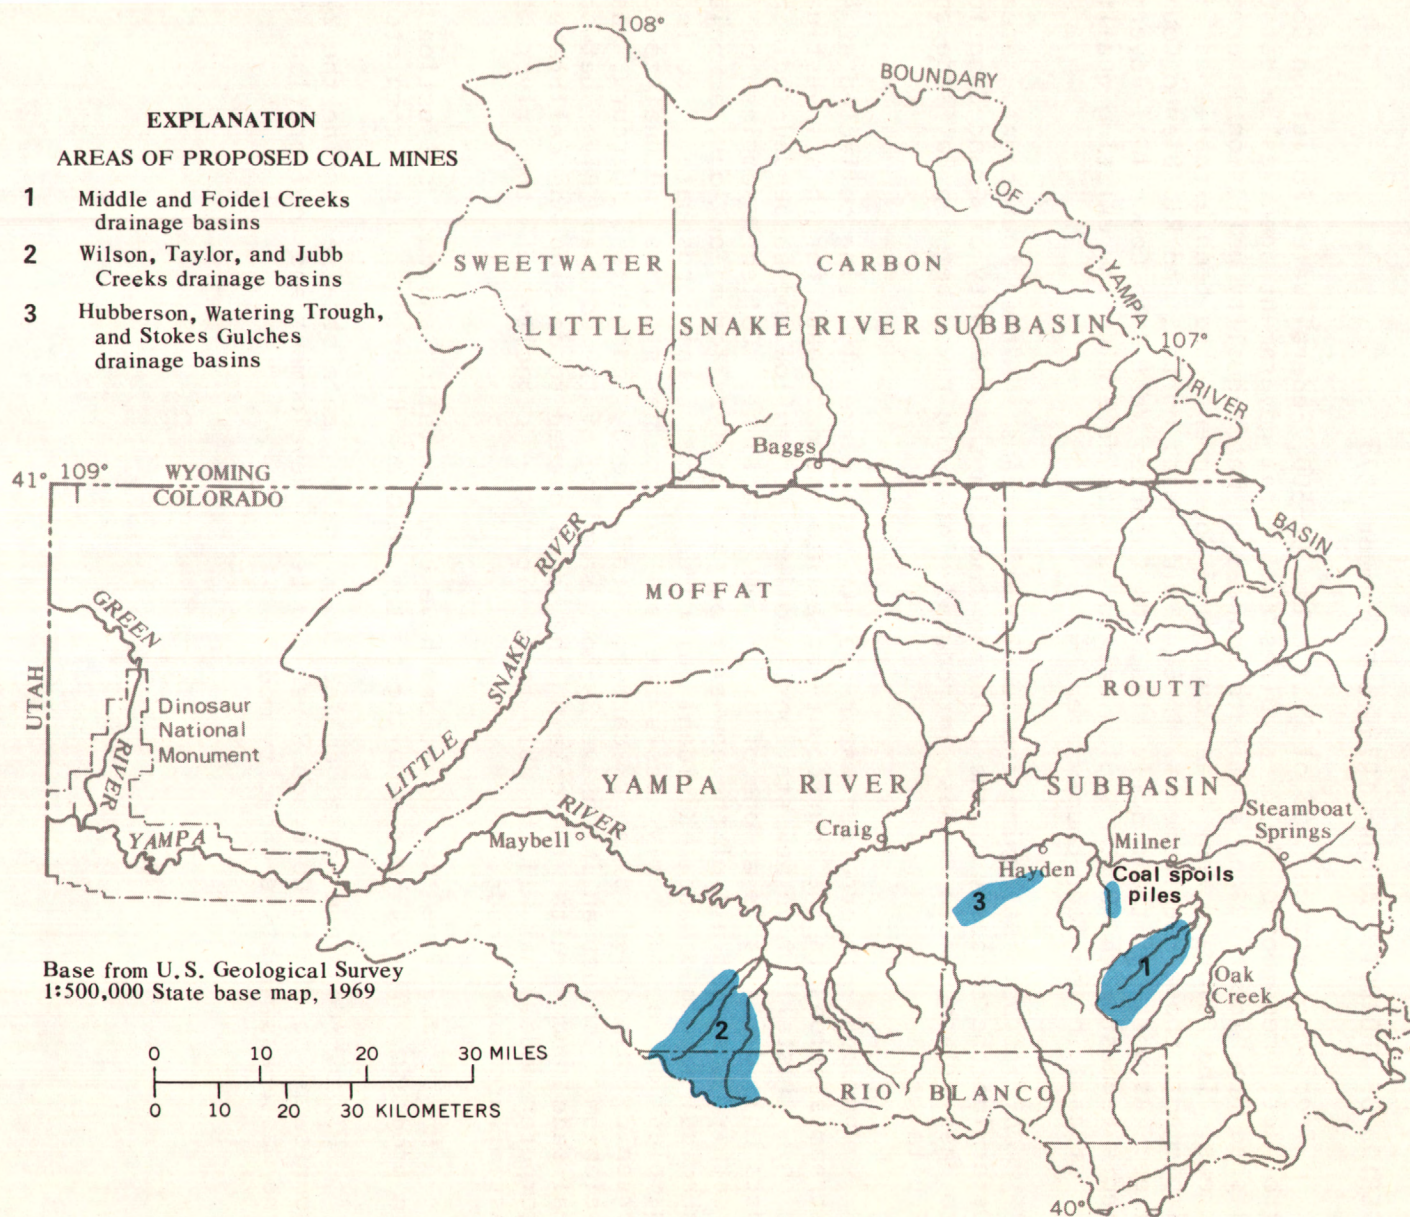 108°
BOUNDARY
OF
YAMPA
RIVER
BASIN
EXPLANATION
AREAS OF PROPOSED COAL MINES
1 Middle and Foidel Creeks
drainage basins
2 Wilson, Taylor, and Jubb
Creeks drainage basins
3 Hubberson, Watering Trough,
and Stokes Gulches
drainage basins
SWEETWATER
CARBON
LITTLE SNAKE RIVER SUBBASIN
107°
Baggs
41° 109°
WYOMING
COLORADO
LITTLE SNAKE RIVER
MOFFAT
GREEN
RIVER
UTAH
Dinosaur
National
Monument
ROUTT
YAMPA RIVER SUBBASIN
YAMPA
RIVER
Maybell
Craig
Hayden
Milner
Steamboat
Springs
Coal spoils
piles
3
1
Oak
Creek
2
RIO BLANCO
Base from U.S. Geological Survey
1:500,000 State base map, 1969
0 10 20 30 MILES
0 10 20 30 KILOMETERS
40°